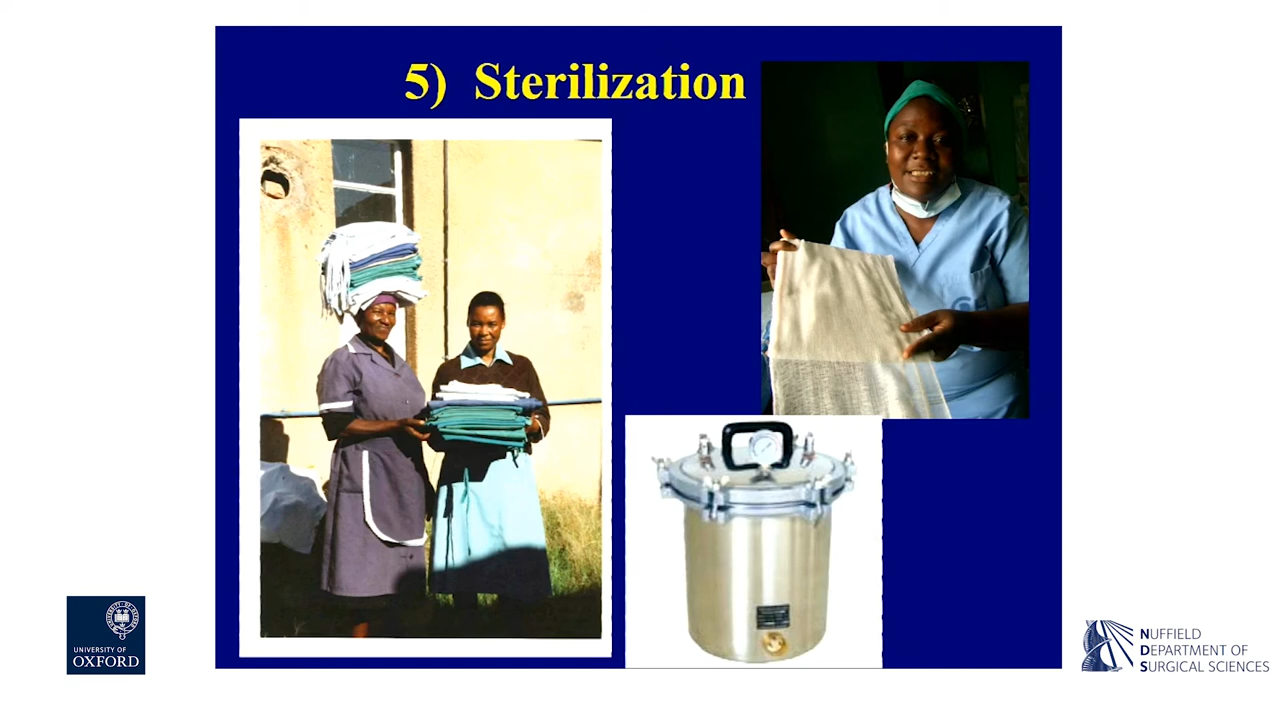 5) Sterilization
UNIVERSITY OF
OXFORD
NUFFIELD
DEPARTMENT OF
SURGICAL SCIENCES